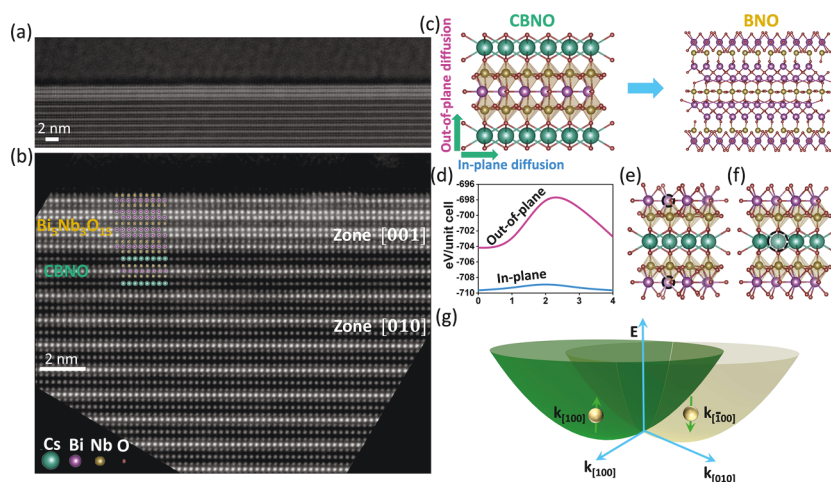 (a)
2 nm
(b)
Bi₅Nb₃O₁₅
CBNO
Zone [001]
Zone [010]
2 nm
Cs Bi Nb O
(c)
CBNO
BNO
Out-of-plane diffusion
In-plane diffusion
(d)
eV/unit cell
-696
-698
-700
-702
-704
-706
-708
-710
Out-of-plane
In-plane
0 1 2 3 4
(e)
(f)
(g)
E
k[100]
k[1̄00]
k[100]
k[010]